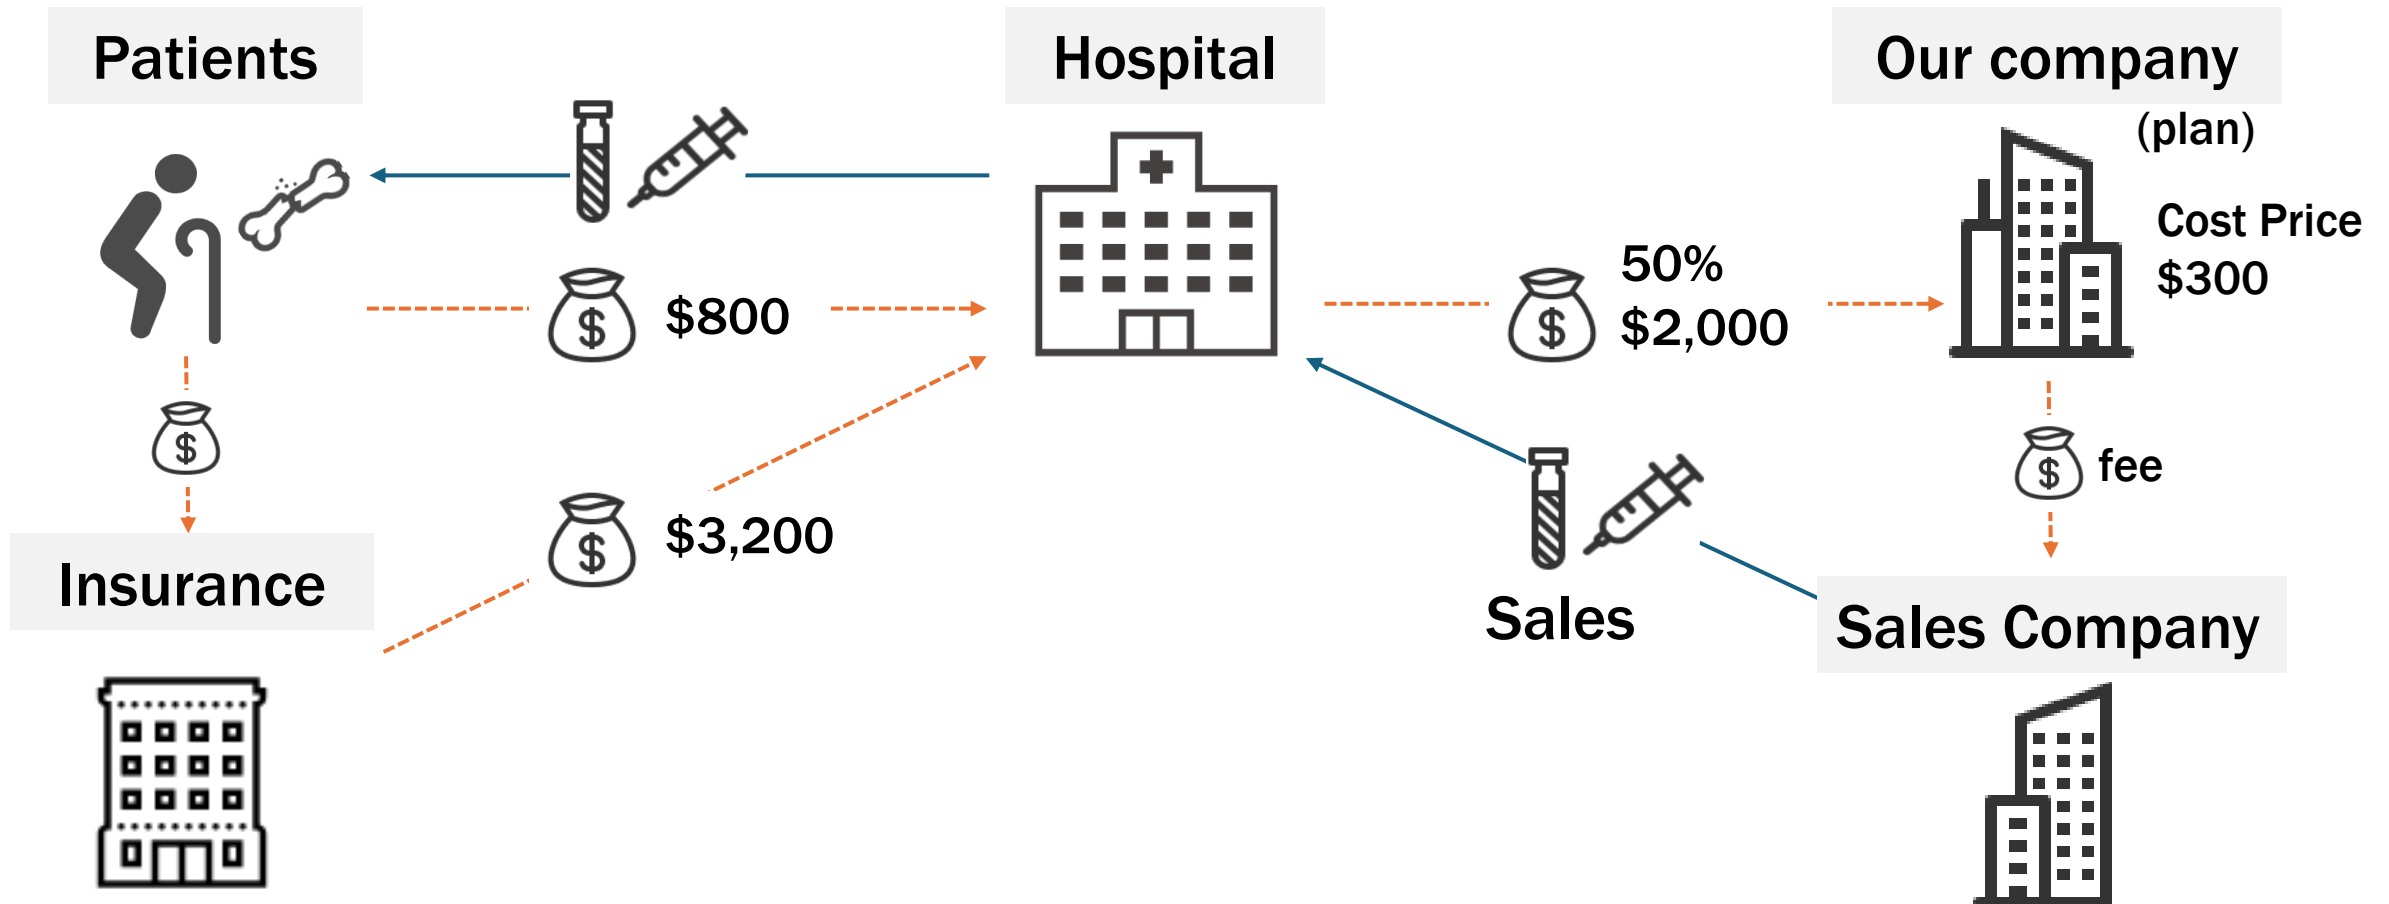 Patients
Hospital
Our company
(plan)
Cost Price
$300
50%
$2,000
$800
$
$
$
fee
$
$3,200
$
Insurance
Sales
Sales Company